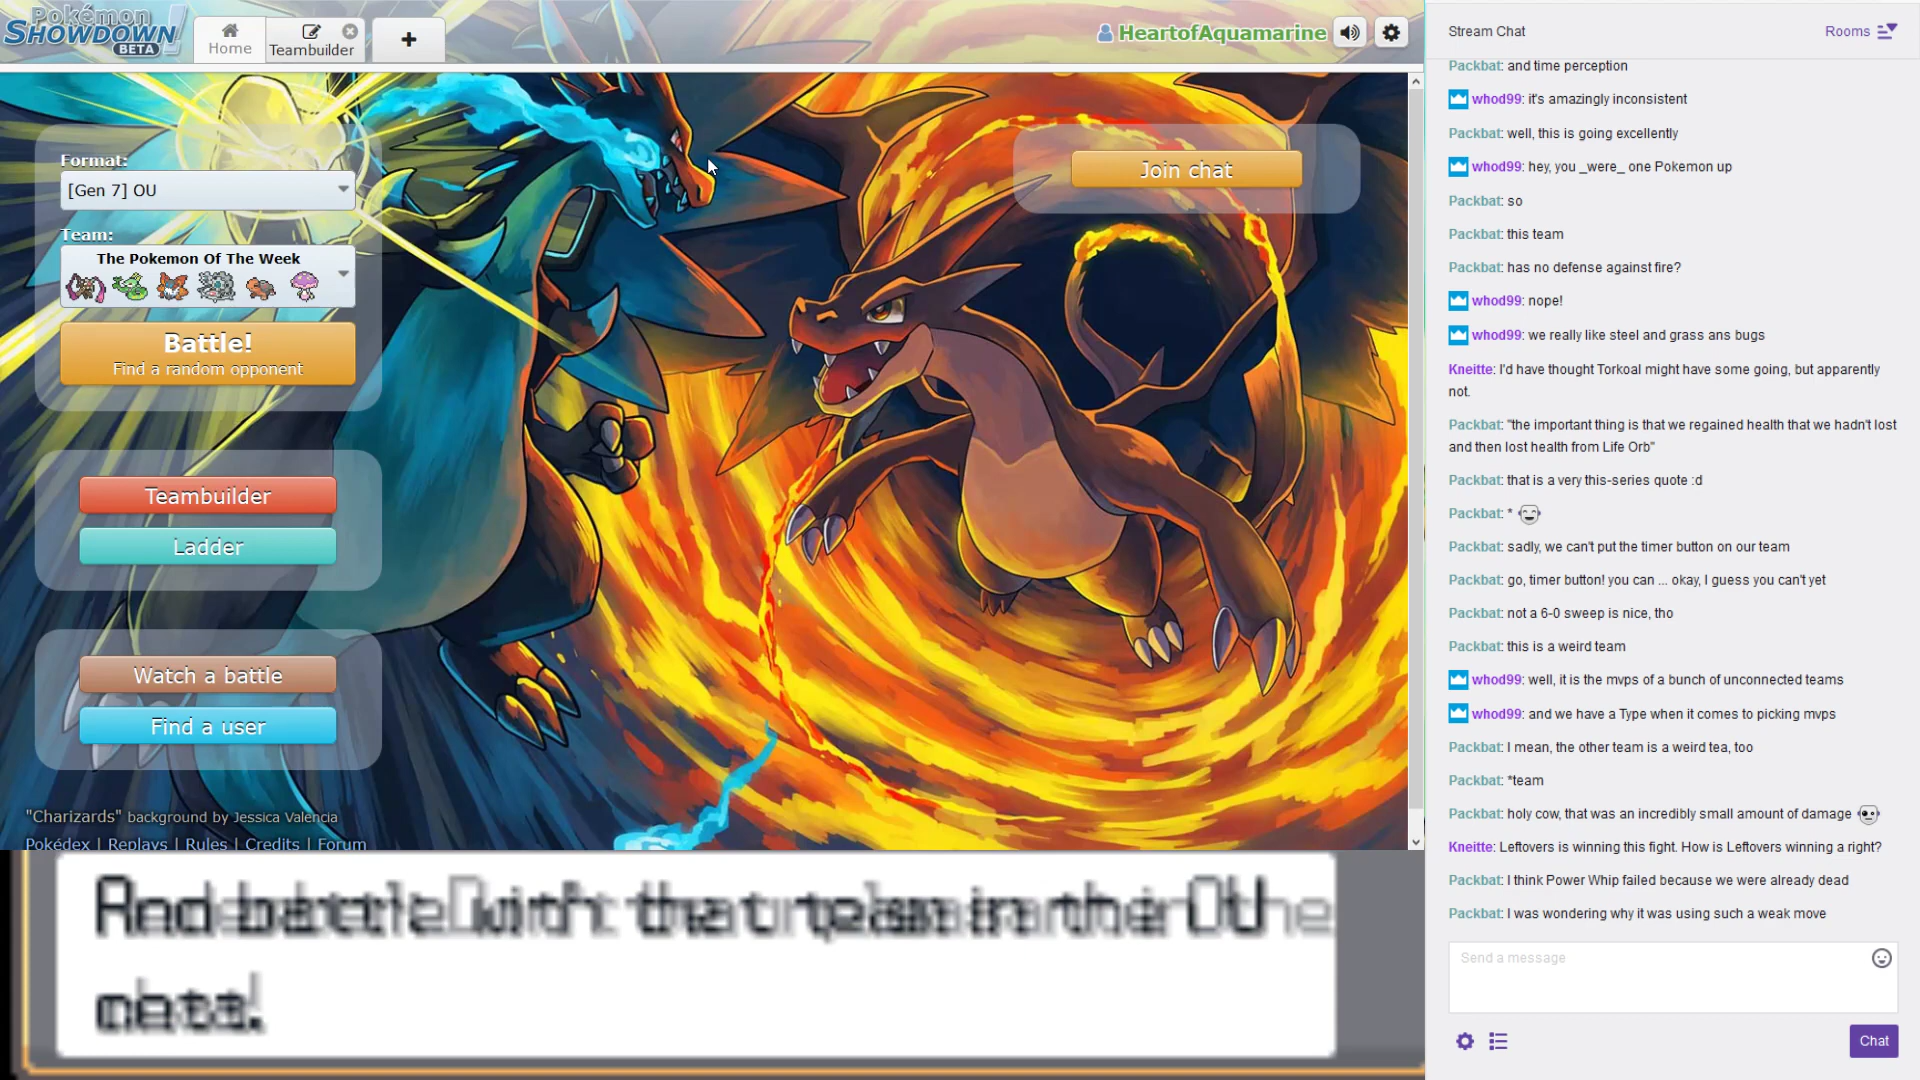 Pokémon
SHOWDOWN
BETA
Home
Teambuilder
+
HeartofAquamarine
Format:
[Gen 7] OU
Team:
The Pokemon Of The Week
Battle!
Find a random opponent
Teambuilder
Ladder
Watch a battle
Find a user
"Charizards" background by Jessica Valencia
Pokédex | Replays | Rules | Credits | Forum
Join chat
And battle with that team in the OU
meta.
Stream Chat
Rooms
Packbat: and time perception
whod99: it's amazingly inconsistent
Packbat: well, this is going excellently
whod99: hey, you _were_ one Pokemon up
Packbat: so
Packbat: this team
Packbat: has no defense against fire?
whod99: nope!
whod99: we really like steel and grass ans bugs
Kneitte: I'd have thought Torkoal might have some going, but apparently
not.
Packbat: "the important thing is that we regained health that we hadn't lost
and then lost health from Life Orb"
Packbat: that is a very this-series quote :d
Packbat: *
Packbat: sadly, we can't put the timer button on our team
Packbat: go, timer button! you can ... okay, I guess you can't yet
Packbat: not a 6-0 sweep is nice, tho
Packbat: this is a weird team
whod99: well, it is the mvps of a bunch of unconnected teams
whod99: and we have a Type when it comes to picking mvps
Packbat: I mean, the other team is a weird tea, too
Packbat: *team
Packbat: holy cow, that was an incredibly small amount of damage
Kneitte: Leftovers is winning this fight. How is Leftovers winning a right?
Packbat: I think Power Whip failed because we were already dead
Packbat: I was wondering why it was using such a weak move
Send a message
Chat